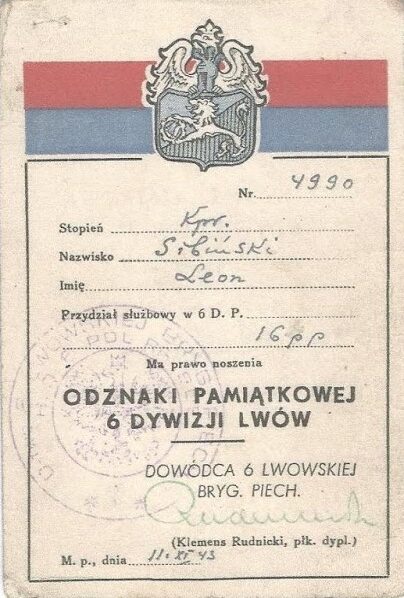 Nr. 4990
Stopień Kpr.
Nazwisko Sibiński
Imię Leon
Przydział służbowy w 6 D. P.
16 pp
Ma prawo noszenia
ODZNAKI PAMIĄTKOWEJ
6 DYWIZJI LWÓW
DOWÓDCA 6 LWOWSKIEJ
BRYG. PIECH.
(Klemens Rudnicki, płk. dypl.)
M. p., dnia 11. XI 43